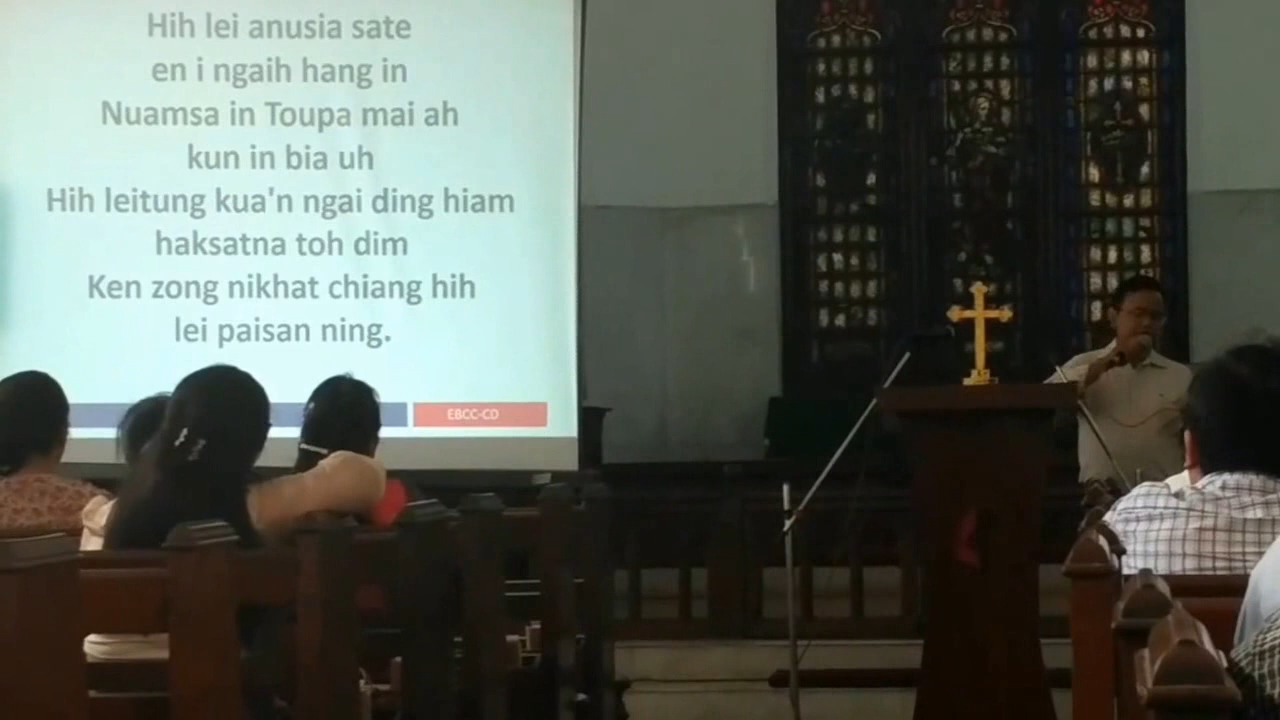 Hih lei anusia sate
en i ngaih hang in
Nuamsa in Toupa mai ah
kun in bia uh
Hih leitung kua'n ngai ding hiam
haksatna toh dim
Ken zong nikhat chiang hih
lei paisan ning.
EBCC-CD